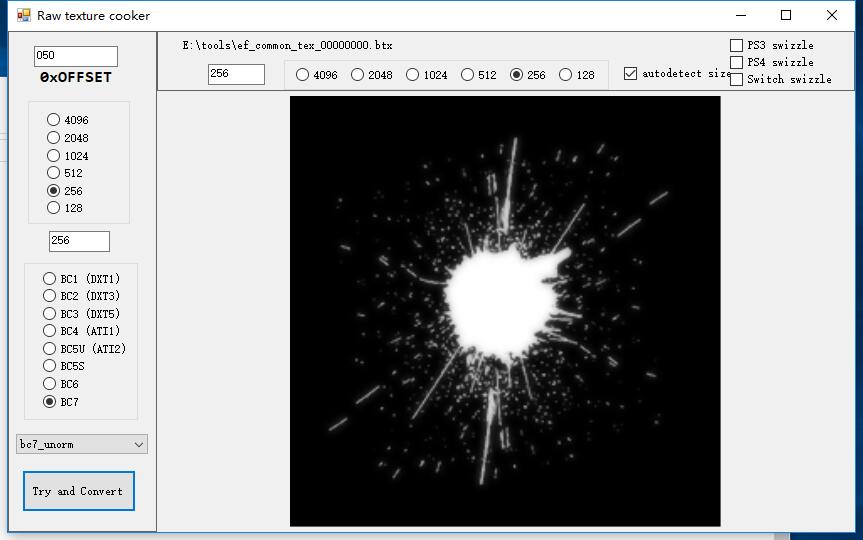 Raw texture cooker
050
0xOFFSET
4096
2048
1024
512
256
128
256
BC1 (DXT1)
BC2 (DXT3)
BC3 (DXT5)
BC4 (ATI1)
BC5U (ATI2)
BC5S
BC6
BC7
bc7_unorm
Try and Convert
E:\tools\ef_common_tex_00000000.btx
256
4096 2048 1024 512 256 128
autodetect size
PS3 swizzle
PS4 swizzle
Switch swizzle